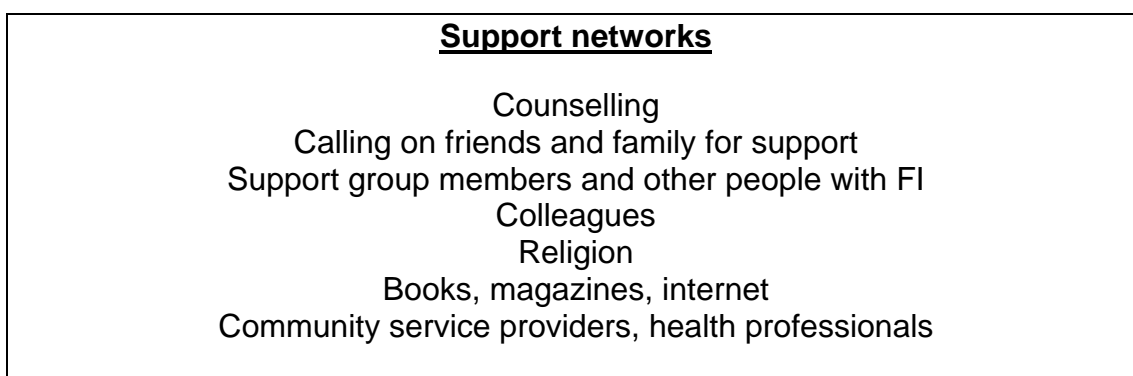 Support networks
Counselling
Calling on friends and family for support
Support group members and other people with FI
Colleagues
Religion
Books, magazines, internet
Community service providers, health professionals